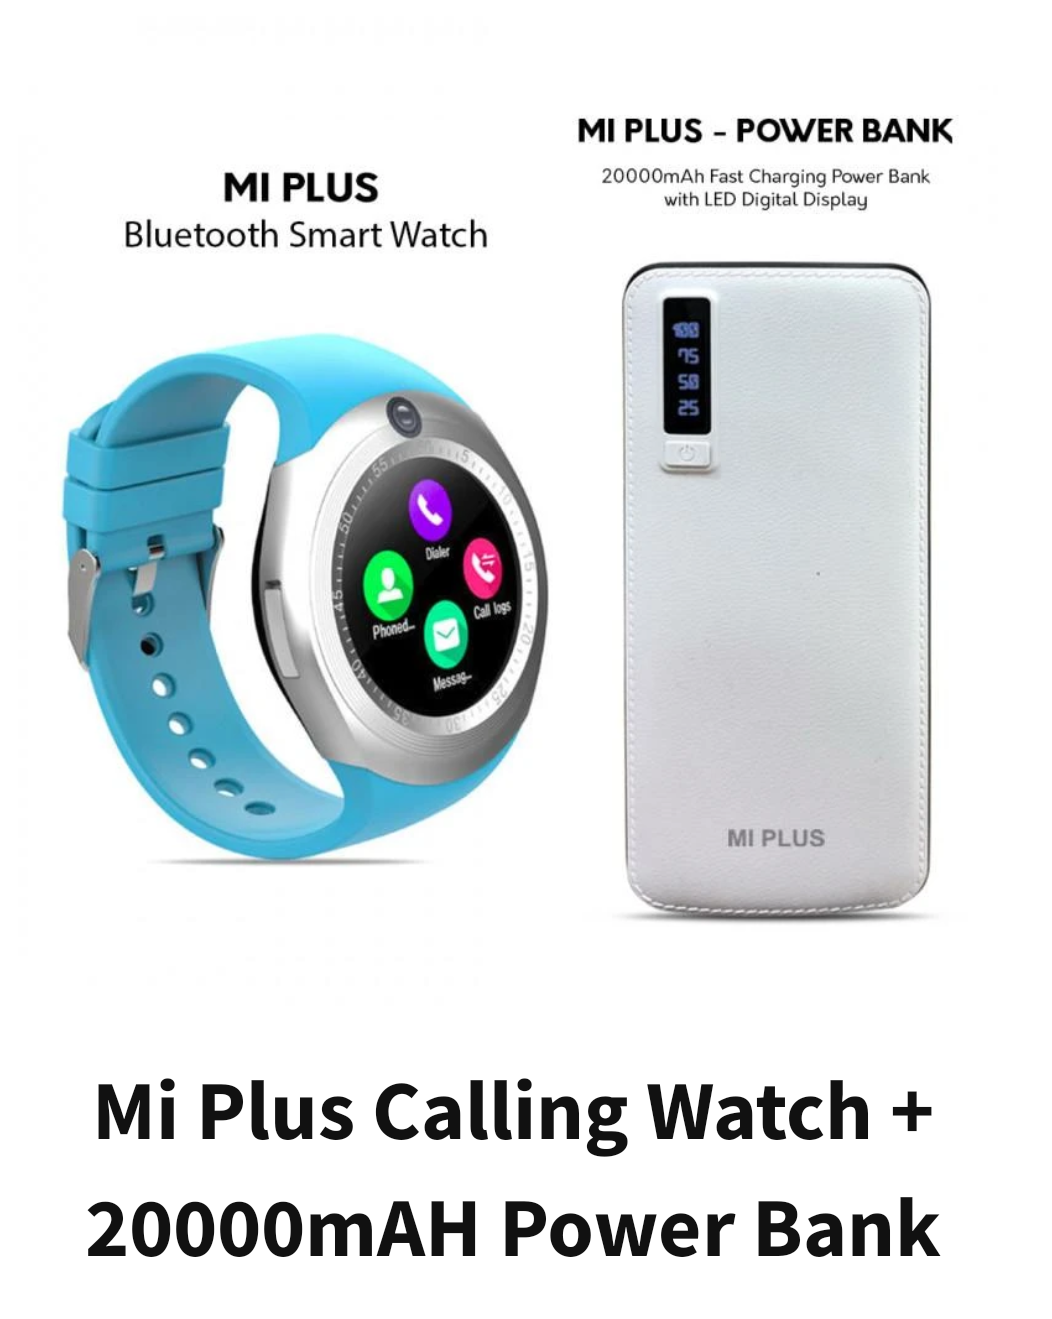 MI PLUS
Bluetooth Smart Watch
MI PLUS - POWER BANK
20000mAh Fast Charging Power Bank
with LED Digital Display
55
5
10
15
20
25
30
35
40
45
50
Dialer
Call logs
Phoned...
Messag...
100
75
50
25
MI PLUS
Mi Plus Calling Watch +
20000mAH Power Bank